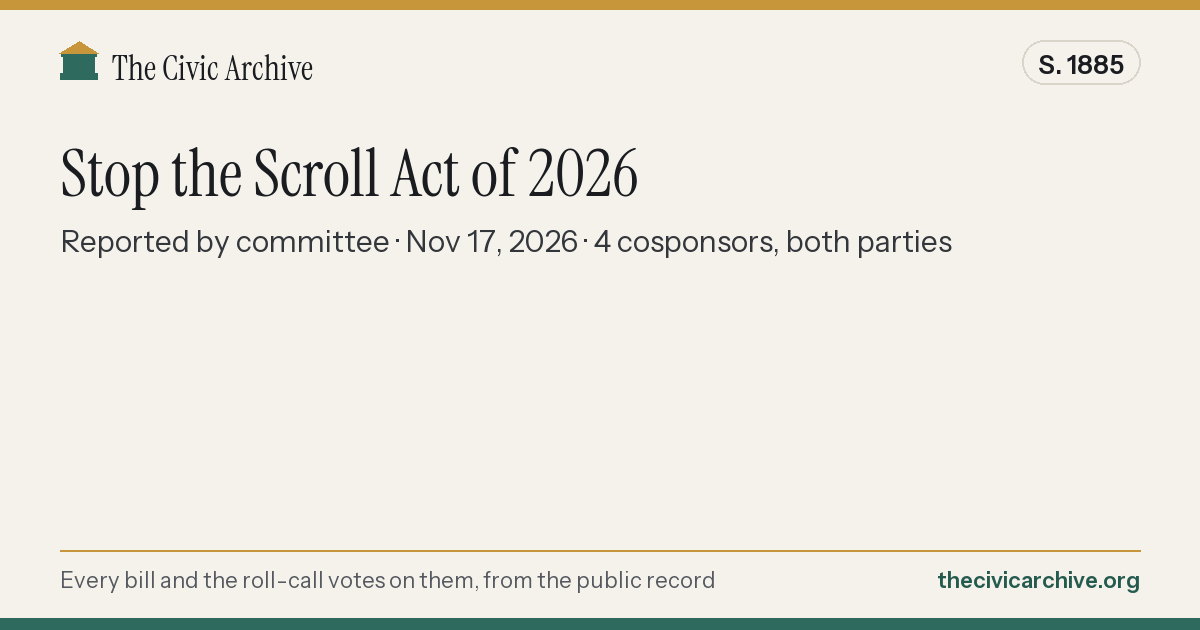 The Civic Archive
S. 1885
Stop the Scroll Act of 2026
Reported by committee · Nov 17, 2026 · 4 cosponsors, both parties
Every bill and the roll-call votes on them, from the public record
thecivicarchive.org